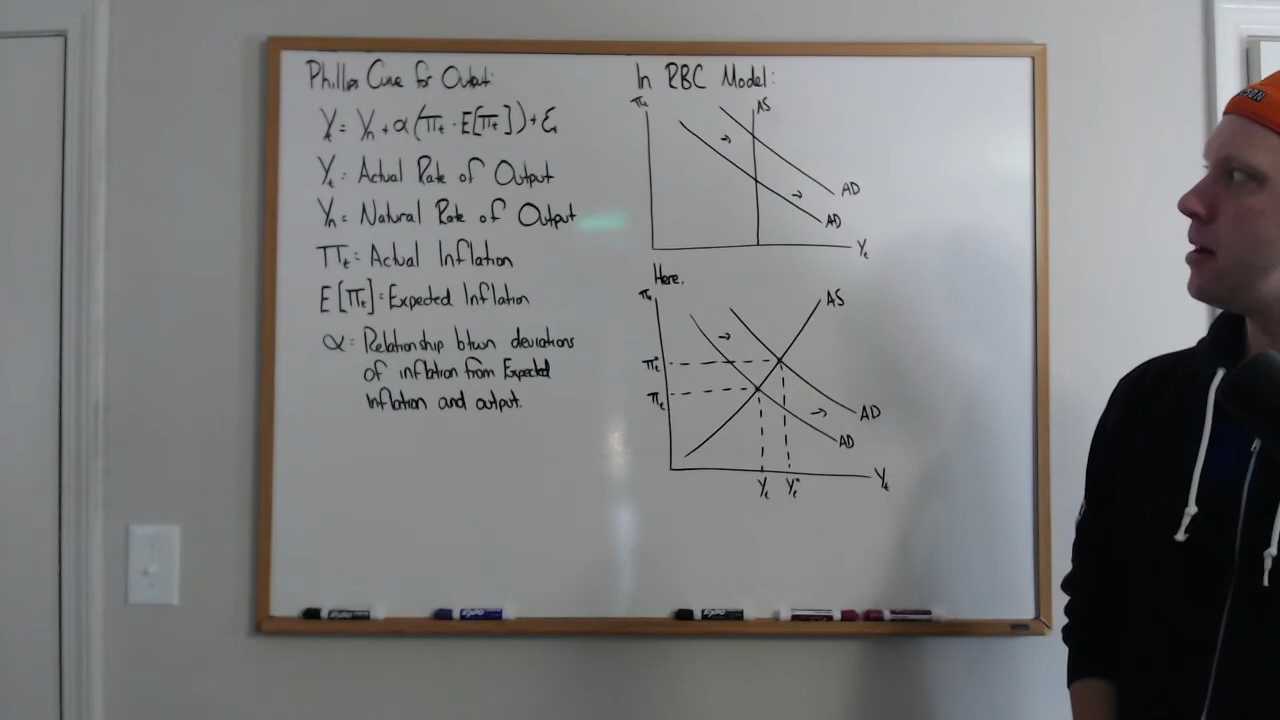 Phillips Curve for Output:
Yₜ = Yₙ + α(πₜ - E[πₜ]) + εₜ
Yₜ = Actual Rate of Output
Yₙ = Natural Rate of Output
πₜ = Actual Inflation
E[πₜ] = Expected Inflation
α = Relationship btwn deviations
of inflation from Expected
inflation and output.
In RBC Model:
πₜ
AS
AD
AD
Yₜ
Here,
πₜ
AS
πₜ*
πₜ
AD
AD
Yₜ
Yₜ*
Yₜ